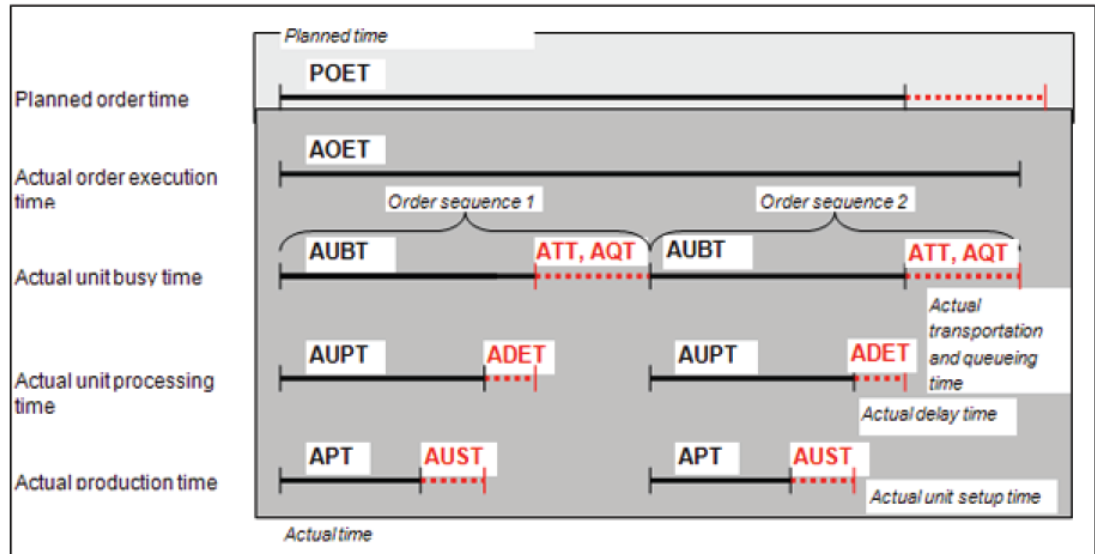 Planned time
POET
Planned order time
AOET
Actual order execution
time
Order sequence 1
Order sequence 2
AUBT
ATT, AQT
AUBT
ATT, AQT
Actual unit busy time
Actual
transportation
and queueing
time
AUPT
ADET
AUPT
ADET
Actual unit processing
time
Actual delay time
APT
AUST
APT
AUST
Actual production time
Actual unit setup time
Actual time